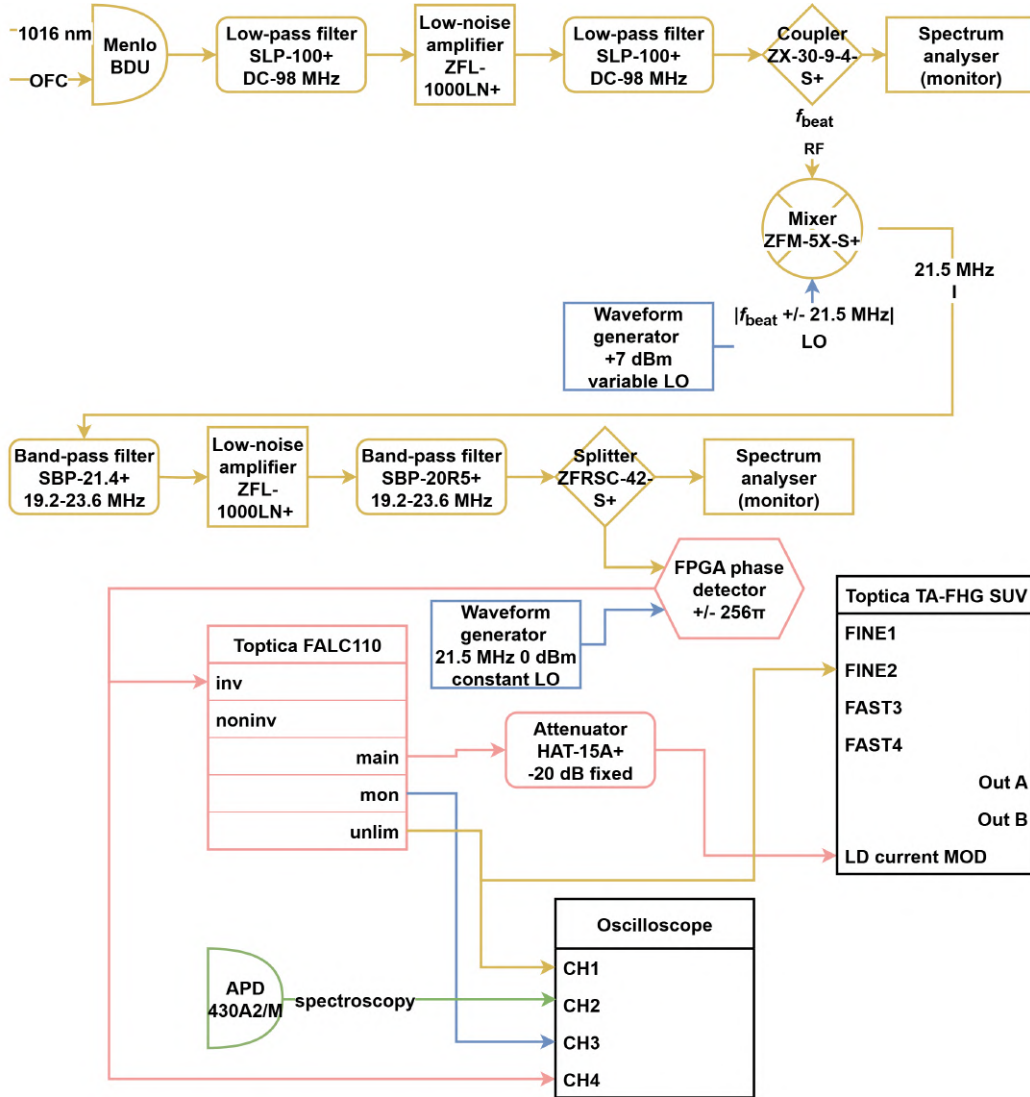 1016 nm
OFC
Menlo
BDU
Low-pass filter
SLP-100+
DC-98 MHz
Low-noise
amplifier
ZFL-
1000LN+
Low-pass filter
SLP-100+
DC-98 MHz
Coupler
ZX-30-9-4-
S+
Spectrum
analyser
(monitor)
fbeat
RF
Mixer
ZFM-5X-S+
21.5 MHz
I
Waveform
generator
+7 dBm
variable LO
|fbeat +/- 21.5 MHz|
LO
Band-pass filter
SBP-21.4+
19.2-23.6 MHz
Low-noise
amplifier
ZFL-
1000LN+
Band-pass filter
SBP-20R5+
19.2-23.6 MHz
Splitter
ZFRSC-42-
S+
Spectrum
analyser
(monitor)
FPGA phase
detector
+/- 256π
Waveform
generator
21.5 MHz 0 dBm
constant LO
Toptica FALC110
inv
noninv
main
mon
unlim
Attenuator
HAT-15A+
-20 dB fixed
Toptica TA-FHG SUV
FINE1
FINE2
FAST3
FAST4
Out A
Out B
LD current MOD
APD
430A2/M
spectroscopy
Oscilloscope
CH1
CH2
CH3
CH4